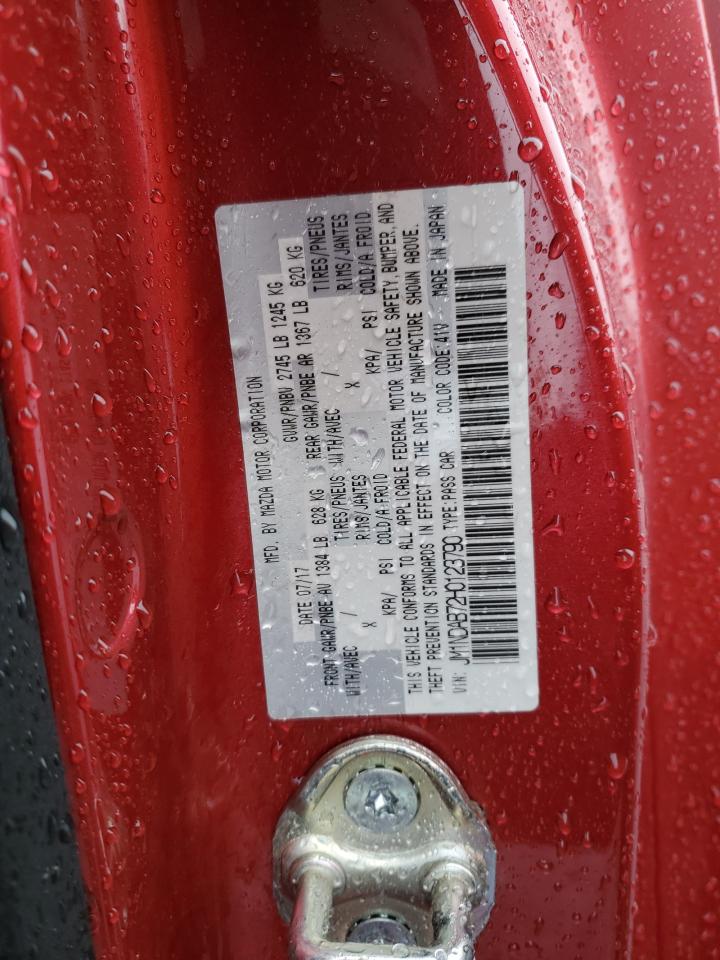 MFD. BY MAZDA MOTOR CORPORATION
DATE 07/17 GVWR/PNBV 2745 LB 1245 KG
FRONT GAWR/PNBE AV 1384 LB 628 KG REAR GAWR/PNBE AR 1367 LB 620 KG
WITH/AVEC TIRES/PNEUS WITH/AVEC TIRES/PNEUS
X / RIMS/JANTES X / RIMS/JANTES
KPA/ PSI COLD/A FROID KPA/ PSI COLD/A FROID
THIS VEHICLE CONFORMS TO ALL APPLICABLE FEDERAL MOTOR VEHICLE SAFETY, BUMPER, AND
THEFT PREVENTION STANDARDS IN EFFECT ON THE DATE OF MANUFACTURE SHOWN ABOVE.
VIN: JM1NDAB72H0123790 TYPE:PASS CAR COLOR CODE:41V MADE IN JAPAN